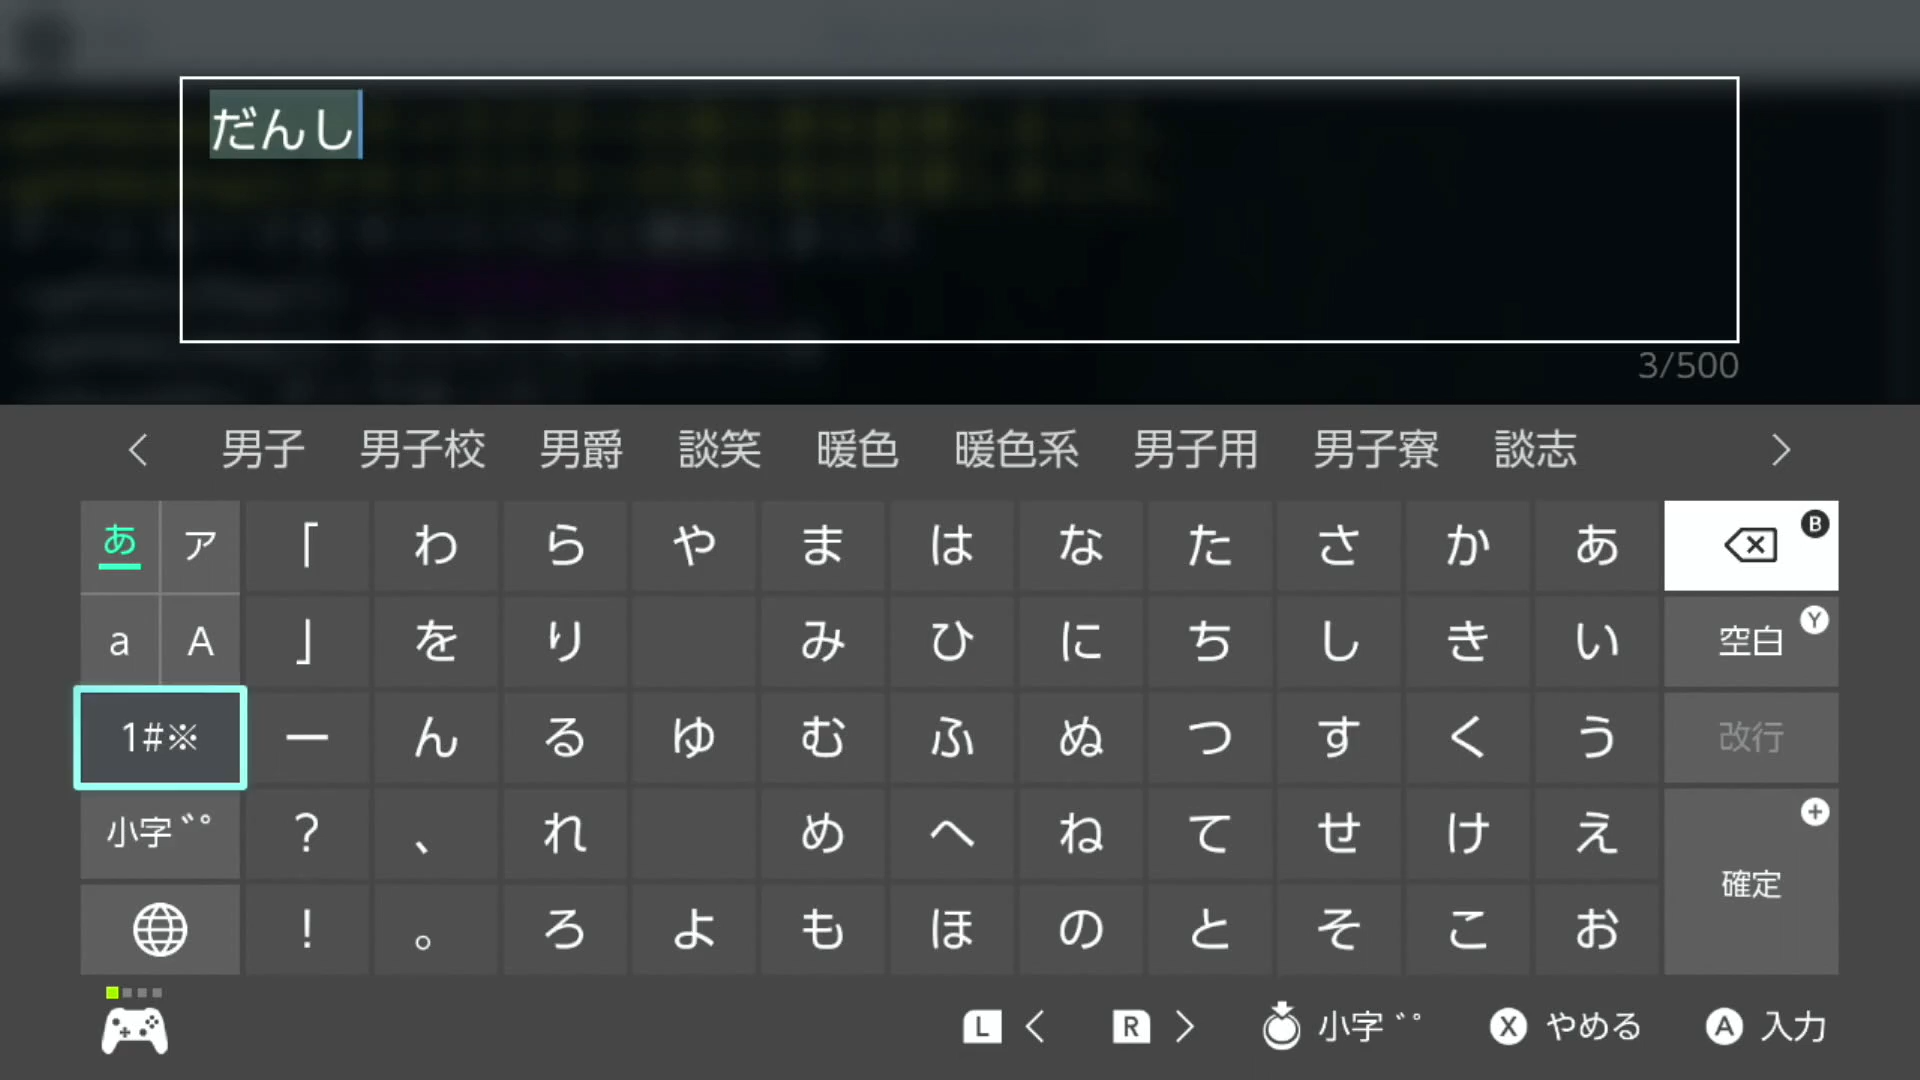 だんし
3/500
男子 男子校 男爵 談笑 暖色 暖色系 男子用 男子寮 談志
あ ア 「 わ ら や ま は な た さ か あ B
a A 」 を り み ひ に ち し き い 空白 Y
1#※ ー ん る ゆ む ふ ぬ つ す く う 改行
小字 ゛゜ ? 、 れ め へ ね て せ け え 確定 +
! 。 ろ よ も ほ の と そ こ お
L R 小字 ゛゜ X やめる A 入力